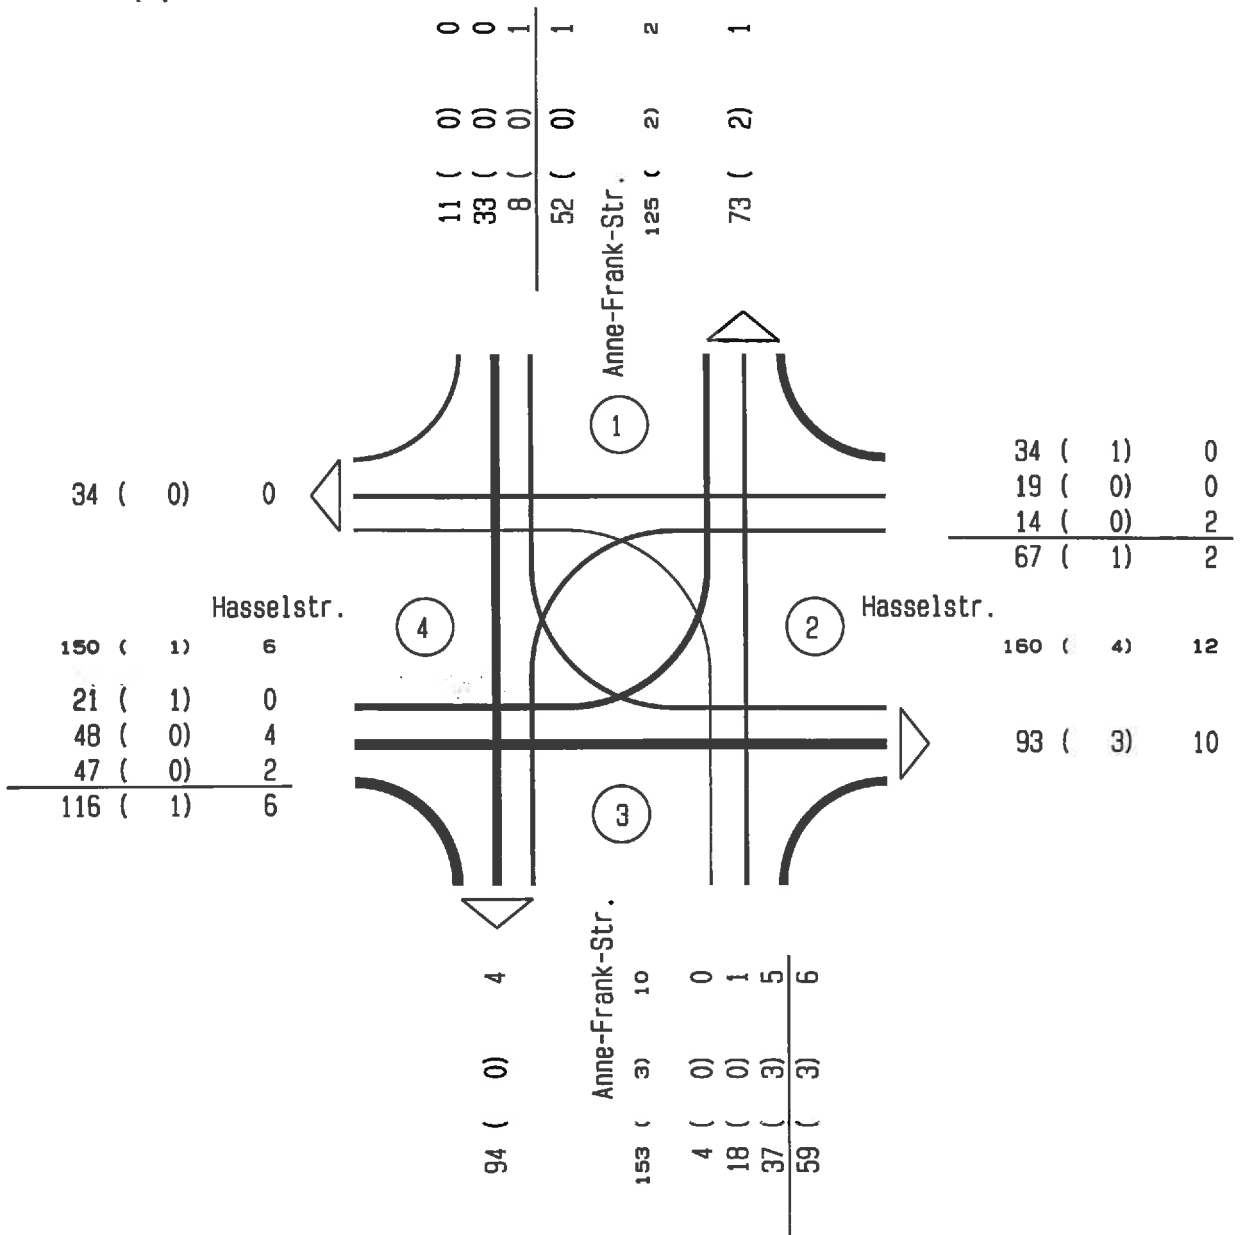 11 ( 0) 0
33 ( 0) 0
8 ( 0) 1
52 ( 0) 1
Anne-Frank-Str.
125 ( 2) 2
73 ( 2) 1
1
34 ( 1) 0
19 ( 0) 0
14 ( 0) 2
67 ( 1) 2
34 ( 0) 0
Hasselstr.
4
2
Hasselstr.
150 ( 1) 6
160 ( 4) 12
21 ( 1) 0
48 ( 0) 4
47 ( 0) 2
116 ( 1) 6
93 ( 3) 10
3
94 ( 0) 4
Anne-Frank-Str.
153 ( 3) 10
4 ( 0) 0
18 ( 0) 1
37 ( 3) 5
59 ( 3) 6